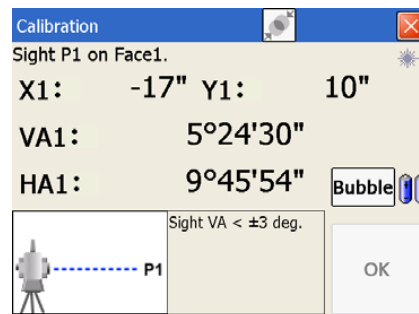 Calibration
Sight P1 on Face1.
X1: -17" Y1: 10"
VA1: 5°24'30"
HA1: 9°45'54"
Bubble
Sight VA < ±3 deg.
P1
OK